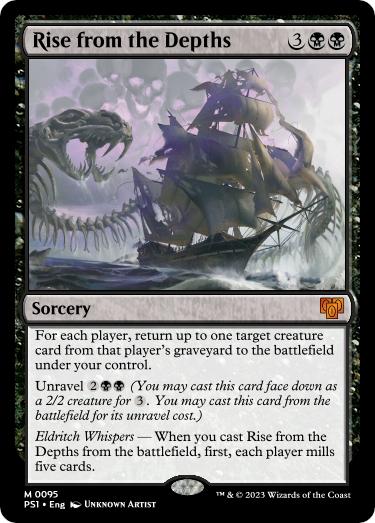 Rise from the Depths 3
Sorcery
For each player, return up to one target creature
card from that player's graveyard to the battlefield
under your control.
Unravel 2 (You may cast this card face down as
a 2/2 creature for 3. You may cast this card from the
battlefield for its unravel cost.)
Eldritch Whispers — When you cast Rise from the
Depths from the battlefield, first, each player mills
five cards.
M 0095
PS1 • Eng Unknown Artist
™ & © 2023 Wizards of the Coast